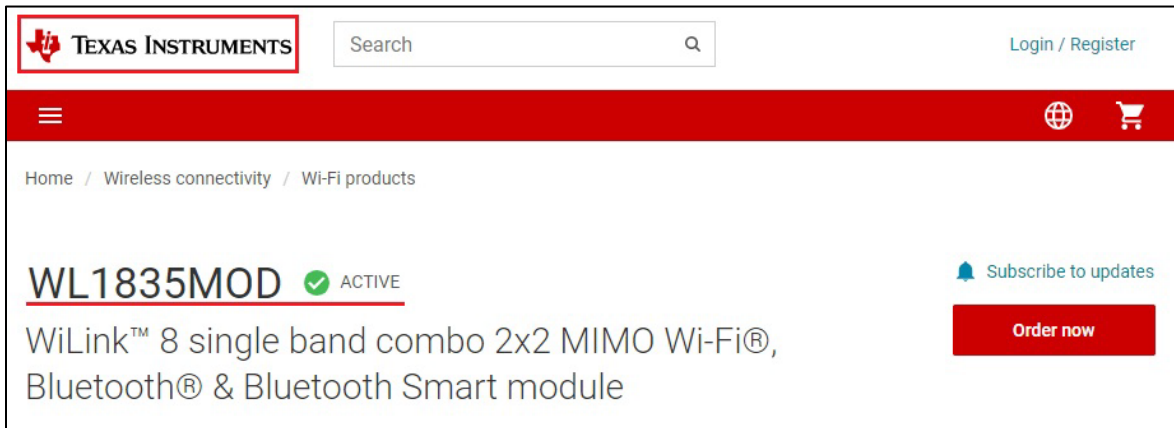 TEXAS INSTRUMENTS
Search
Login / Register
Home / Wireless connectivity / Wi-Fi products
WL1835MOD ACTIVE
Subscribe to updates
WiLink™ 8 single band combo 2x2 MIMO Wi-Fi®,
Bluetooth® & Bluetooth Smart module
Order now